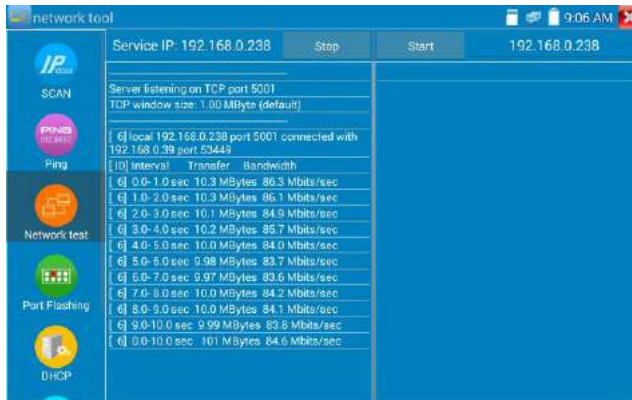 network tool
9:06 AM
Service IP: 192.168.0.238
Stop
Start
192.168.0.238
IP
SCAN
PING
Ping
Network test
Port Flashing
DHCP
Server listening on TCP port 5001
TCP window size: 1.00 MByte (default)
[ 6] local 192.168.0.238 port 5001 connected with
192.168.0.39 port 53449
[ ID] Interval Transfer Bandwidth
[ 6] 0.0- 1.0 sec 10.3 MBytes 86.3 Mbits/sec
[ 6] 1.0- 2.0 sec 10.3 MBytes 86.1 Mbits/sec
[ 6] 2.0- 3.0 sec 10.1 MBytes 84.9 Mbits/sec
[ 6] 3.0- 4.0 sec 10.2 MBytes 85.7 Mbits/sec
[ 6] 4.0- 5.0 sec 10.0 MBytes 84.0 Mbits/sec
[ 6] 5.0- 6.0 sec 9.98 MBytes 83.7 Mbits/sec
[ 6] 6.0- 7.0 sec 9.97 MBytes 83.6 Mbits/sec
[ 6] 7.0- 8.0 sec 10.0 MBytes 84.2 Mbits/sec
[ 6] 8.0- 9.0 sec 10.0 MBytes 84.1 Mbits/sec
[ 6] 9.0-10.0 sec 9.99 MBytes 83.8 Mbits/sec
[ 6] 0.0-10.0 sec 101 MBytes 84.6 Mbits/sec